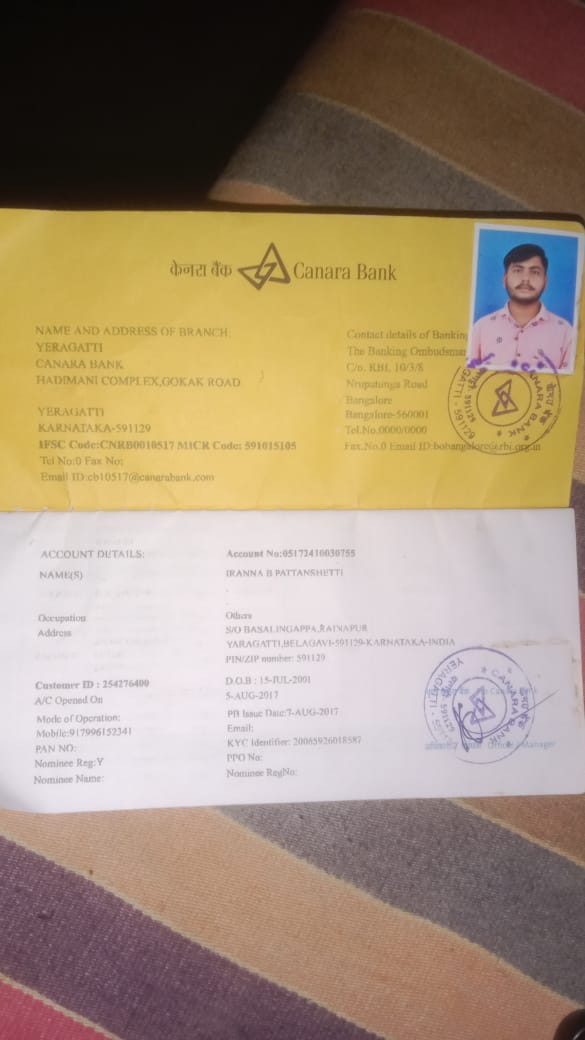 केनरा बैंक Canara Bank
NAME AND ADDRESS OF BRANCH:
YERAGATTI
CANARA BANK
HADIMANI COMPLEX,GOKAK ROAD
YERAGATTI
KARNATAKA-591129
IFSC Code:CNRB0010517 MICR Code: 591015105
Tel No:0 Fax No:
Email ID:cb10517@canarabank.com
Contact details of Banking
The Banking Ombudsman
C/o. RBI, 10/3/8
Nrupatunga Road
Bangalore
Bangalore-560001
Tel.No.0000/0000
Fax.No.0 Email ID:bobangalore@rbi.org.in
CANARA BANK
591129
ACCOUNT DETAILS: Account No:05172410030755
NAME(S) IRANNA B PATTANSHETTI
Occupation Others
Address S/O BASALINGAPPA,RAINAPUR
YARAGATTI,BELAGAVI-591129-KARNATAKA-INDIA
PIN/ZIP number: 591129
Customer ID : 254276400 D.O.B : 15-JUL-2001
A/C Opened On 5-AUG-2017
Mode of Operation: PB Issue Date:7-AUG-2017
Mobile:917996152341 Email:
PAN NO: KYC Identifier: 20065926018587
Nominee Reg:Y PPO No:
Nominee Name: Nominee RegNo:
CANARA BANK
YERAGATTI - 591129
Manager